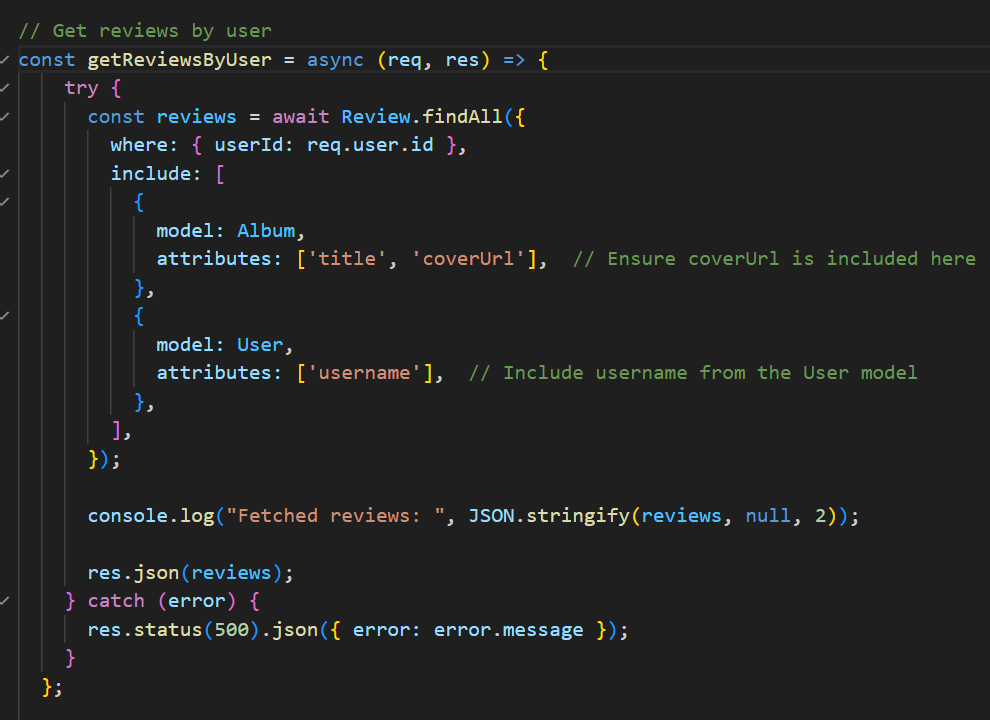 // Get reviews by user
const getReviewsByUser = async (req, res) => {
try {
const reviews = await Review.findAll({
where: { userId: req.user.id },
include: [
{
model: Album,
attributes: ['title', 'coverUrl'],  // Ensure coverUrl is included here
},
{
model: User,
attributes: ['username'],  // Include username from the User model
},
],
});
console.log("Fetched reviews: ", JSON.stringify(reviews, null, 2));
res.json(reviews);
} catch (error) {
res.status(500).json({ error: error.message });
}
};